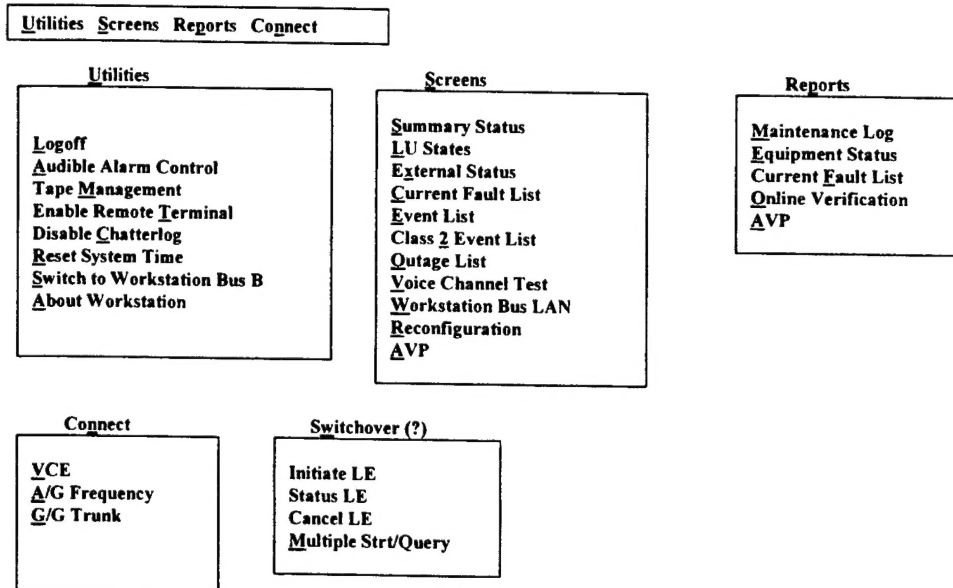 Utilities Screens Reports Connect
Utilities
Logoff
Audible Alarm Control
Tape Management
Enable Remote Terminal
Disable Chatterlog
Reset System Time
Switch to Workstation Bus B
About Workstation
Screens
Summary Status
LU States
External Status
Current Fault List
Event List
Class 2 Event List
Outage List
Voice Channel Test
Workstation Bus LAN
Reconfiguration
AVP
Reports
Maintenance Log
Equipment Status
Current Fault List
Online Verification
AVP
Connect
VCE
A/G Frequency
G/G Trunk
Switchover (?)
Initiate LE
Status LE
Cancel LE
Multiple Strt/Query